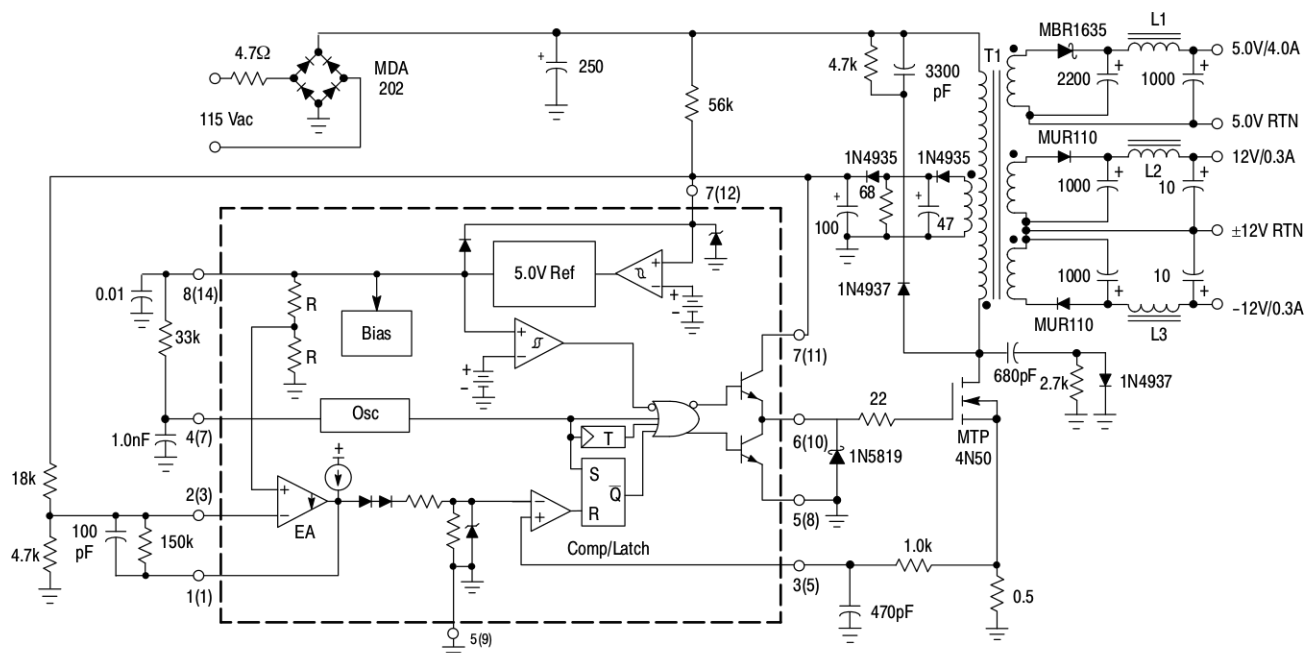 4.7Ω
MDA
202
115 Vac
+
250
56k
4.7k
3300
pF
T1
MBR1635
L1
5.0V/4.0A
+
2200
+
1000
5.0V RTN
MUR110
12V/0.3A
L2
+
1000
+
10
±12V RTN
1000
+
10
+
MUR110
L3
–12V/0.3A
1N4935
1N4935
68
+
100
+
47
7(12)
1N4937
8(14)
0.01
33k
R
R
Bias
5.0V Ref
+
–
+
–
+
–
+
–
7(11)
680pF
2.7k
1N4937
4(7)
1.0nF
Osc
T
22
6(10)
MTP
4N50
1N5819
18k
2(3)
+
–
EA
+
S
Q
R
–
+
Comp/Latch
5(8)
100
pF
150k
4.7k
1(1)
3(5)
1.0k
470pF
0.5
5(9)